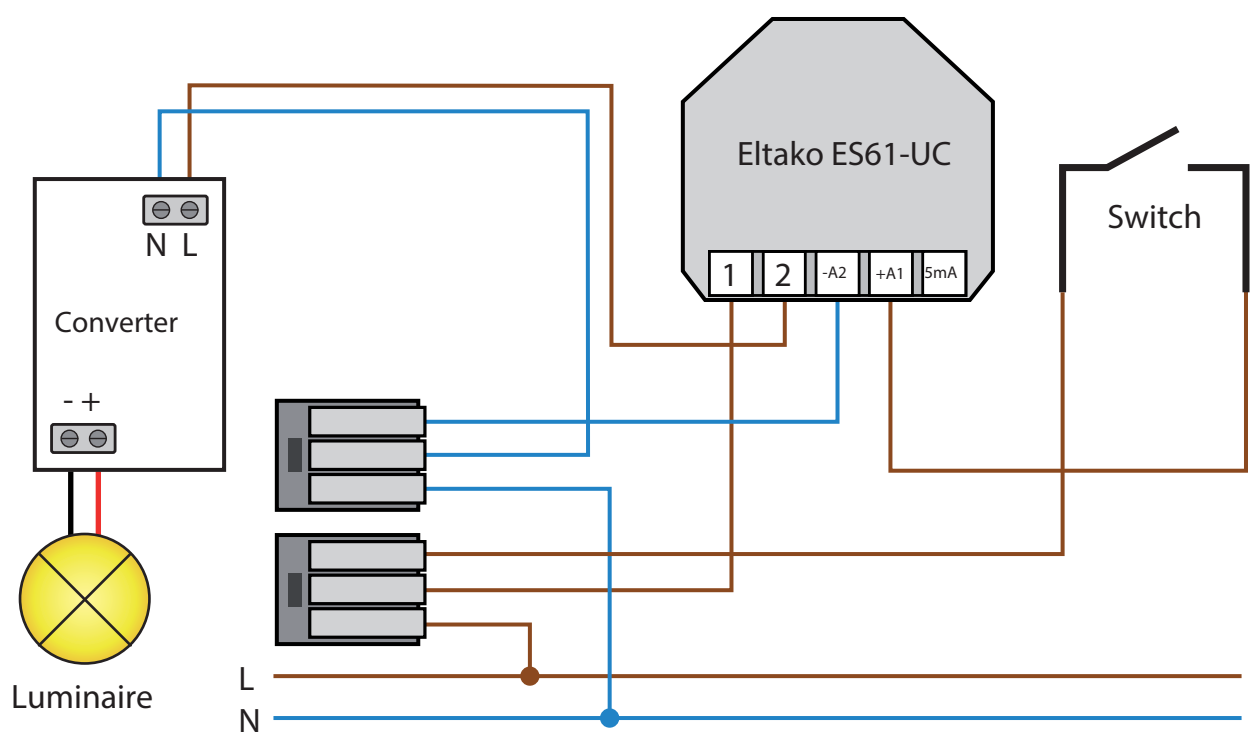 Eltako ES61-UC
Switch
N L
1 2 -A2 +A1 5mA
Converter
- +
Luminaire
L
N